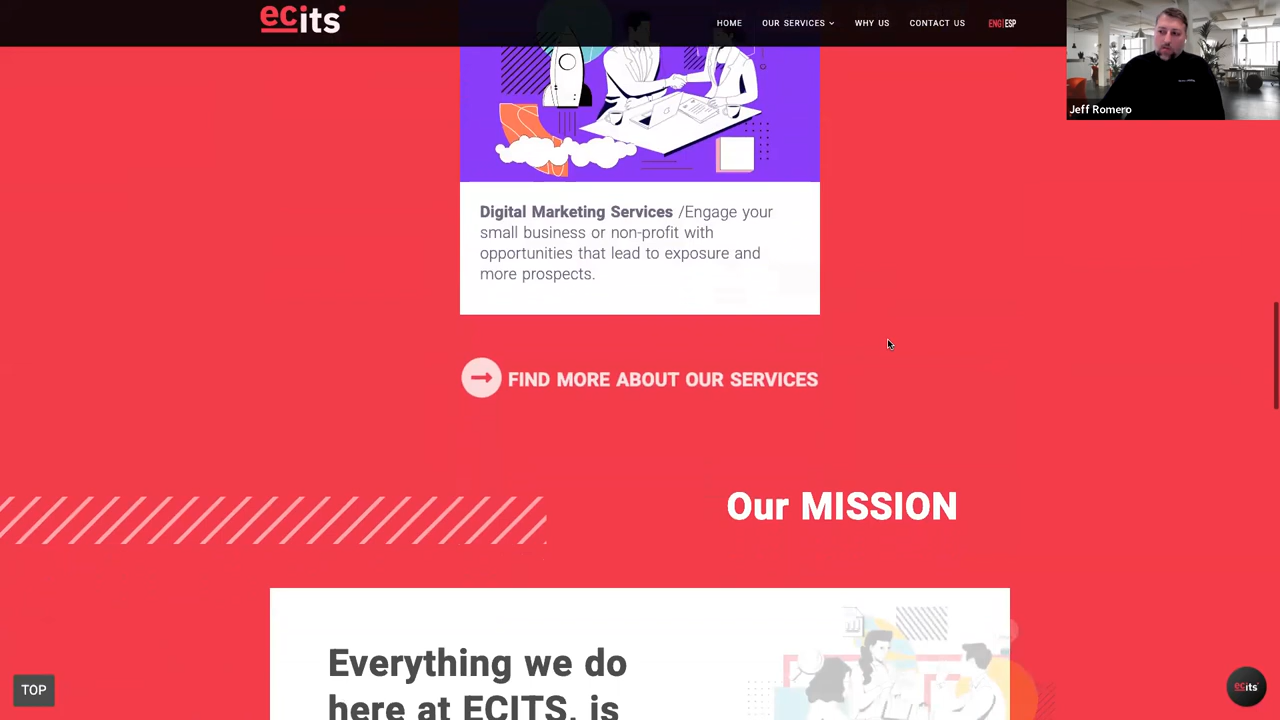 ecits
HOME OUR SERVICES WHY US CONTACT US ENG|ESP
Jeff Romero
Digital Marketing Services /Engage your
small business or non-profit with
opportunities that lead to exposure and
more prospects.
FIND MORE ABOUT OUR SERVICES
Our MISSION
Everything we do
here at ECITS, is
TOP
ecits